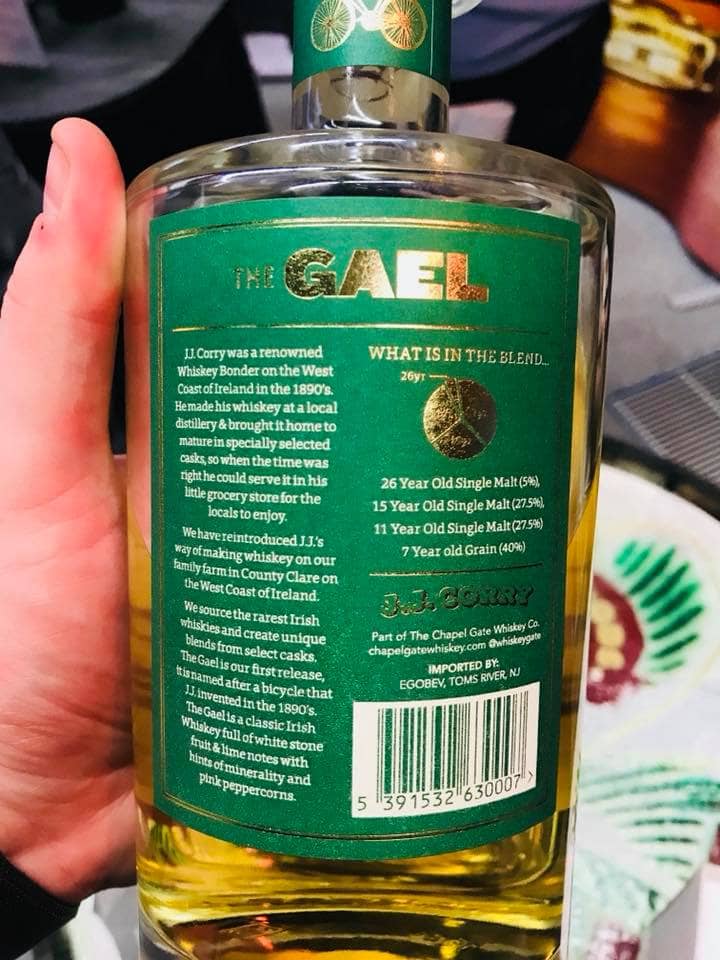 THE GAEL
J.J. Corry was a renowned
Whiskey Bonder on the West
Coast of Ireland in the 1890's.
He made his whiskey at a local
distillery & brought it home to
mature in specially selected
casks, so when the time was
right he could serve it in his
little grocery store for the
locals to enjoy.
We have reintroduced J.J.'s
way of making whiskey on our
family farm in County Clare on
the West Coast of Ireland.
We source the rarest Irish
whiskies and create unique
blends from select casks.
The Gael is our first release,
it is named after a bicycle that
J.J. invented in the 1890's.
The Gael is a classic Irish
Whiskey full of white stone
fruit & lime notes with
hints of minerality and
pink peppercorns.
WHAT IS IN THE BLEND...
26yr
26 Year Old Single Malt (5%),
15 Year Old Single Malt (27.5%),
11 Year Old Single Malt (27.5%)
7 Year old Grain (40%)
J.J. CORRY
Part of The Chapel Gate Whiskey Co.
chapelgatewhiskey.com @whiskeygate
IMPORTED BY:
EGOBEV, TOMS RIVER, NJ
5 391532 630007 >